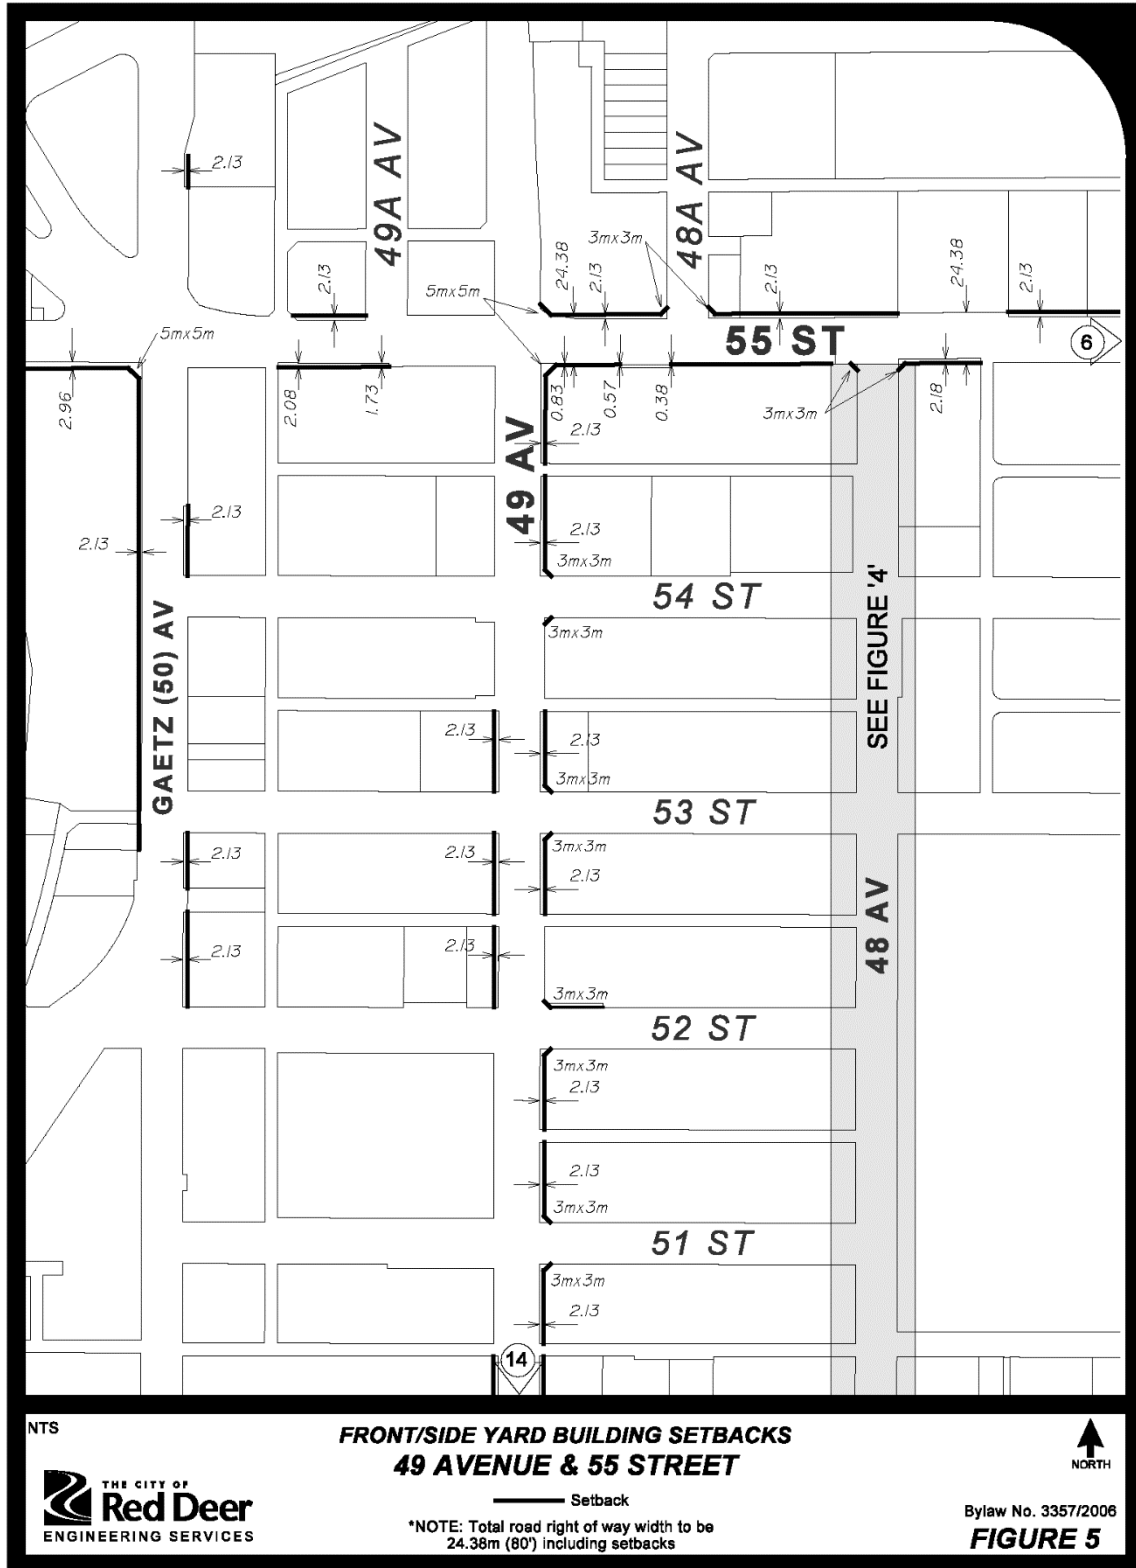 2.13
49A AV
48A AV
3mx3m
24.38
2.13
2.13
2.13
24.38
2.13
5mx5m
5mx5m
55 ST
6
2.96
2.08
1.73
0.83
0.57
0.38
3mx3m
2.18
49 AV
2.13
2.13
2.13
2.13
3mx3m
54 ST
3mx3m
SEE FIGURE '4'
GAETZ (50) AV
2.13
2.13
3mx3m
53 ST
2.13
2.13
3mx3m
2.13
48 AV
2.13
2.13
3mx3m
52 ST
3mx3m
2.13
2.13
3mx3m
51 ST
3mx3m
2.13
14
NTS
FRONT/SIDE YARD BUILDING SETBACKS
49 AVENUE & 55 STREET
NORTH
THE CITY OF
Red Deer
ENGINEERING SERVICES
Setback
*NOTE: Total road right of way width to be
24.38m (80') including setbacks
Bylaw No. 3357/2006
FIGURE 5